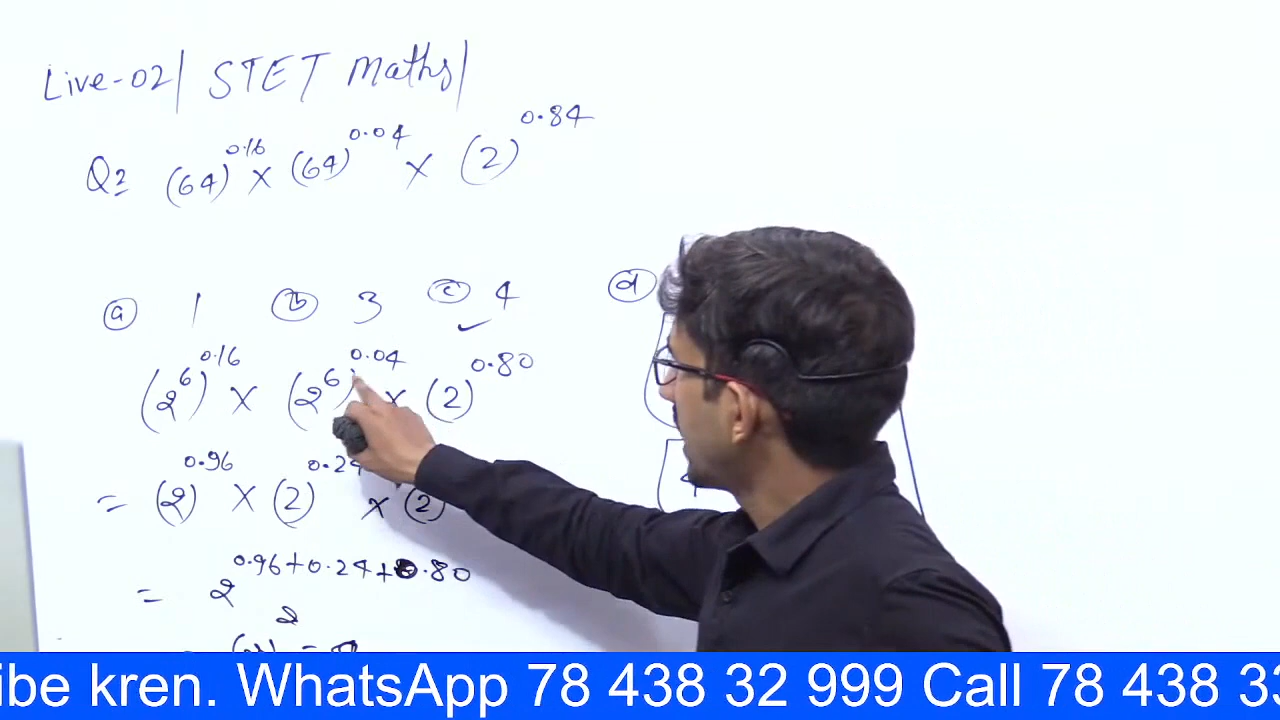 Live-02/ STET Maths/
Q2 (64)^0.16 × (64)^0.04 × (2)^0.84
(a) 1 (b) 3 (c) 4 ✓ (d)
(2^6)^0.16 × (2^6)^0.04 × (2)^0.80
= (2)^0.96 × (2)^0.24 × (2)
= 2^0.96+0.24+0.80
2
ibe kren. WhatsApp 78 438 32 999 Call 78 438 3